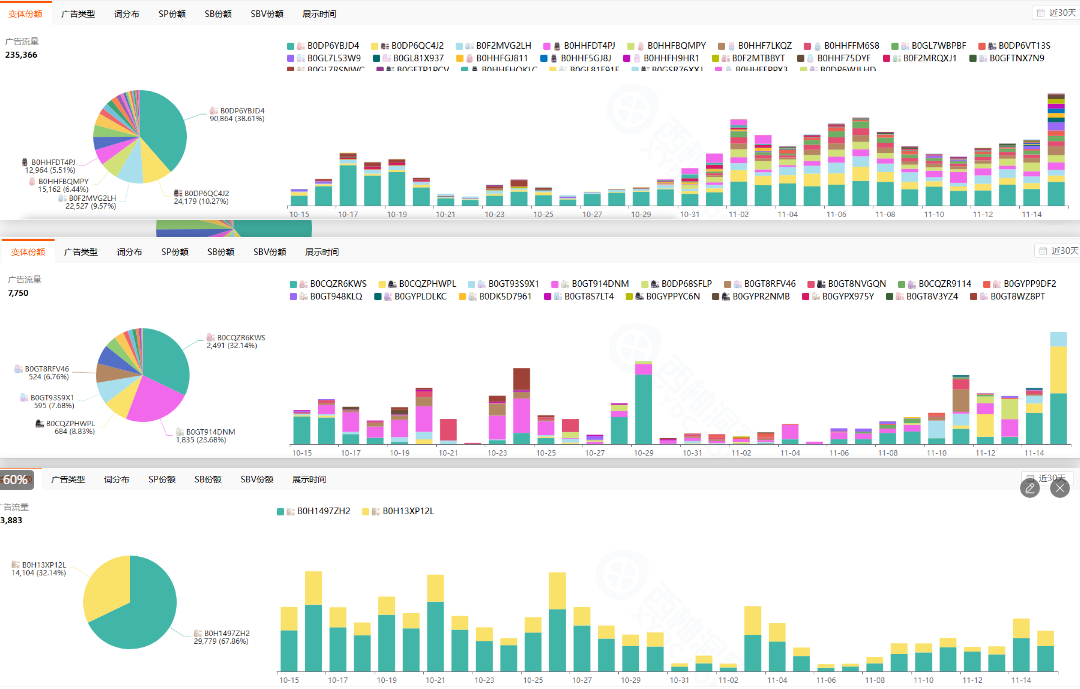 变体份额 广告类型 词分布 SP份额 SB份额 SBV份额 展示时间 近30天
广告流量
235,366
B0DP6YBJD4 B0DP6QC4J2 B0F2MVG2LH B0HHFDT4PJ B0HHFBQMPY B0HHF7LKQZ B0HHFFM6S8 B0GL7WBPBF B0DP6VT13S
B0GL7L53W9 B0GL81X937 B0HHFGJ811 B0HHF5GJ8J B0HHFH9HR1 B0F2MTBBYT B0HHF75DYF B0F2MRQXJ1 B0GFTNX7N9
B0DP6YBJD4
90,864 (38.61%)
B0HHFDT4PJ
12,964 (5.51%)
B0HHFBQMPY
15,162 (6.44%)
B0F2MVG2LH
22,527 (9.57%)
B0DP6QC4J2
24,179 (10.27%)
10-15 10-17 10-19 10-21 10-23 10-25 10-27 10-29 10-31 11-02 11-04 11-06 11-08 11-10 11-12 11-14
变体份额 广告类型 词分布 SP份额 SB份额 SBV份额 展示时间 近30天
广告流量
7,750
B0CQZR6KWS B0CQZPHWPL B0GT93S9X1 B0GT914DNM B0DP68SFLP B0GT8RFV46 B0GT8NVGQN B0CQZR9114 B0GYPP9DF2
B0GT948KLQ B0GYPLDLKC B0DK5D7961 B0GT8S7LT4 B0GYPPYC6N B0GYPR2NMB B0GYPX975Y B0GT8V3YZ4 B0GT8WZ8PT
B0CQZR6KWS
2,491 (32.14%)
B0GT8RFV46
524 (6.76%)
B0GT93S9X1
595 (7.68%)
B0CQZPHWPL
684 (8.83%)
B0GT914DNM
1,835 (23.68%)
10-15 10-17 10-19 10-21 10-23 10-25 10-27 10-29 10-31 11-02 11-04 11-06 11-08 11-10 11-12 11-14
60% 广告类型 词分布 SP份额 SB份额 SBV份额 展示时间 近30天
告流量
3,883
B0H1497ZH2 B0H13XP12L
B0H13XP12L
14,104 (32.14%)
B0H1497ZH2
29,779 (67.86%)
10-15 10-17 10-19 10-21 10-23 10-25 10-27 10-29 10-31 11-02 11-04 11-06 11-08 11-10 11-12 11-14